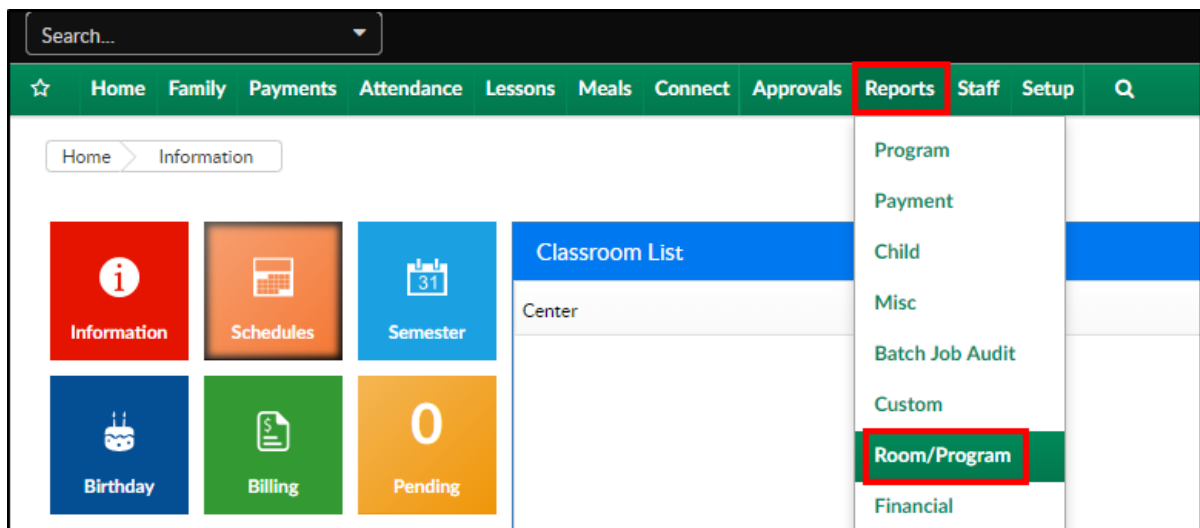 Search...
Home Family Payments Attendance Lessons Meals Connect Approvals Reports Staff Setup
Home Information
Program
Payment
Child
Misc
Batch Job Audit
Custom
Room/Program
Financial
Information
Schedules
31
Semester
Birthday
$
Billing
0
Pending
Classroom List
Center